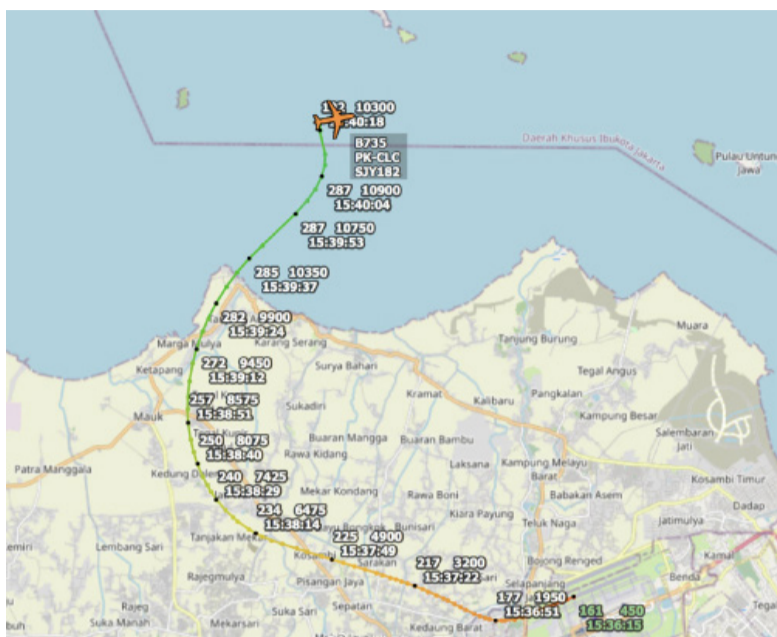 10300
:40:18
Daerah Khusus Ibukota
Jakarta
B735
PK-CLC
SJY182
Pulau Untung
Jawa
287 10900
15:40:04
287 10750
15:39:53
285 10350
15:39:37
282 9900
15:39:24
Marga Mulya
Karang Serang
Tanjung Burung
Muara
272 9450
15:39:12
Ketapang
Surya Bahari
Tegal Angus
257 8575
15:38:51
Mauk
Sukadiri
Kramat
Kalibaru
Pangkalan
Kampung Besar
Salembaran
Jati
250 8075
15:38:40
Buaran Mangga
Buaran Bambu
Rawa Kidang
Patra Manggala
Kedung Dalem
Laksana
Kampung Melayu
Barat
Kosambi Timur
240 7425
15:38:29
Mekar Kondang
Rawa Boni
Babakan Asem
Dadap
234 6475
15:38:14
Kiara Payung
Teluk Naga
Jatimulya
Lembang Sari
Tanjakan Mekar
225 4900
15:37:49
Bunisari
Kosambi
Sarakan
217 3200
15:37:22
Bojong Renged
Kamal
Rajegmulya
Pisangan Jaya
Selapanjang
Benda
177 1950
15:36:51
Rajeg
Mekarsari
Suka Sari
Sepatan
161 450
15:36:15
Kedaung Barat